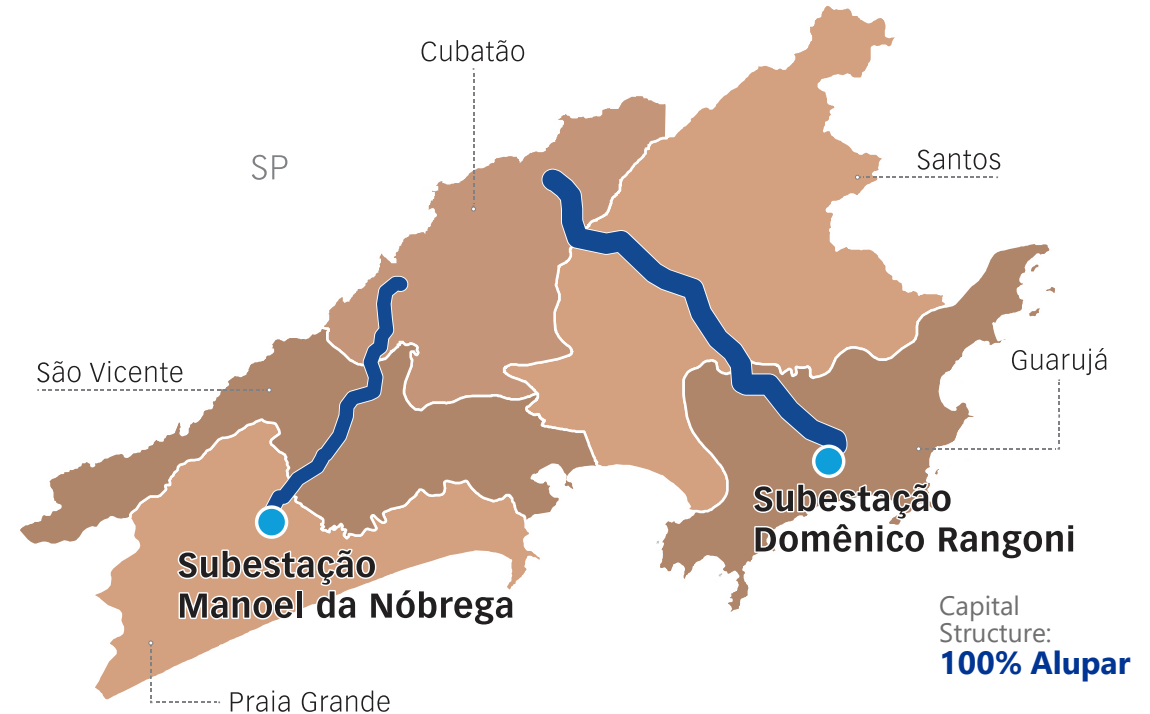 Cubatão
SP
Santos
São Vicente
Guarujá
Subestação
Domênico Rangoni
Subestação
Manoel da Nóbrega
Capital
Structure:
100% Alupar
Praia Grande